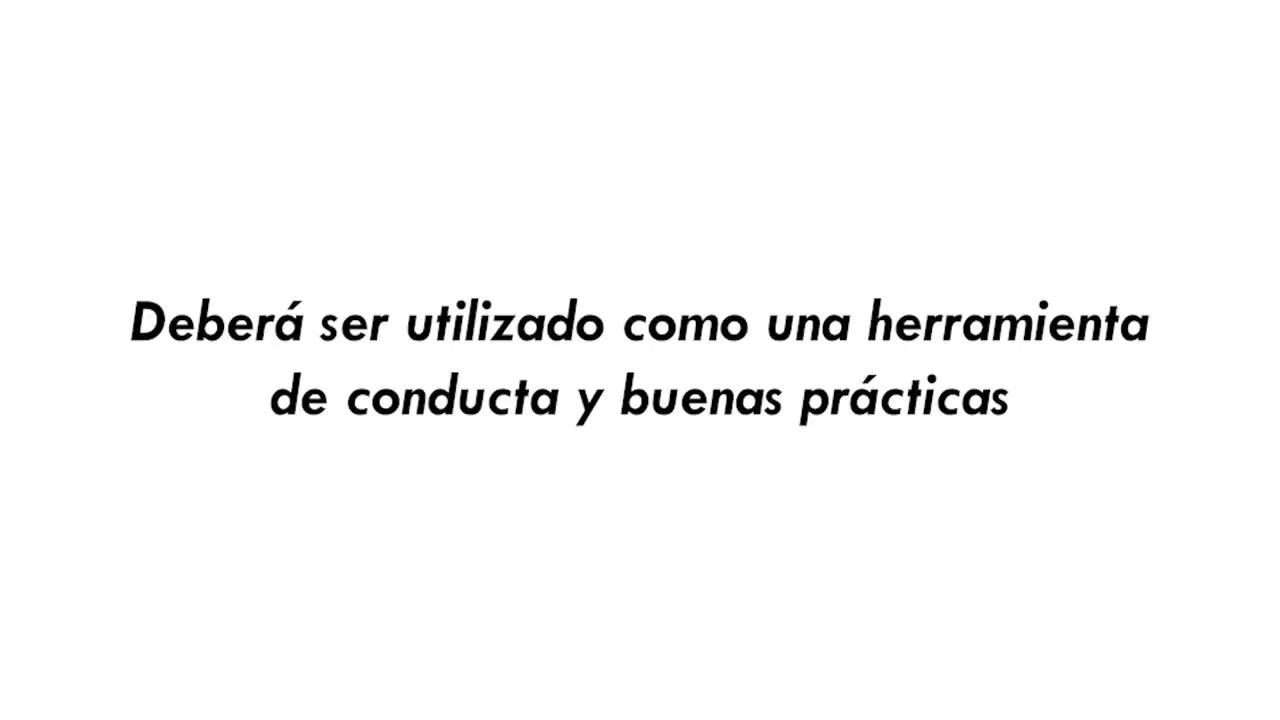 Deberá ser utilizado como una herramienta
de conducta y buenas prácticas